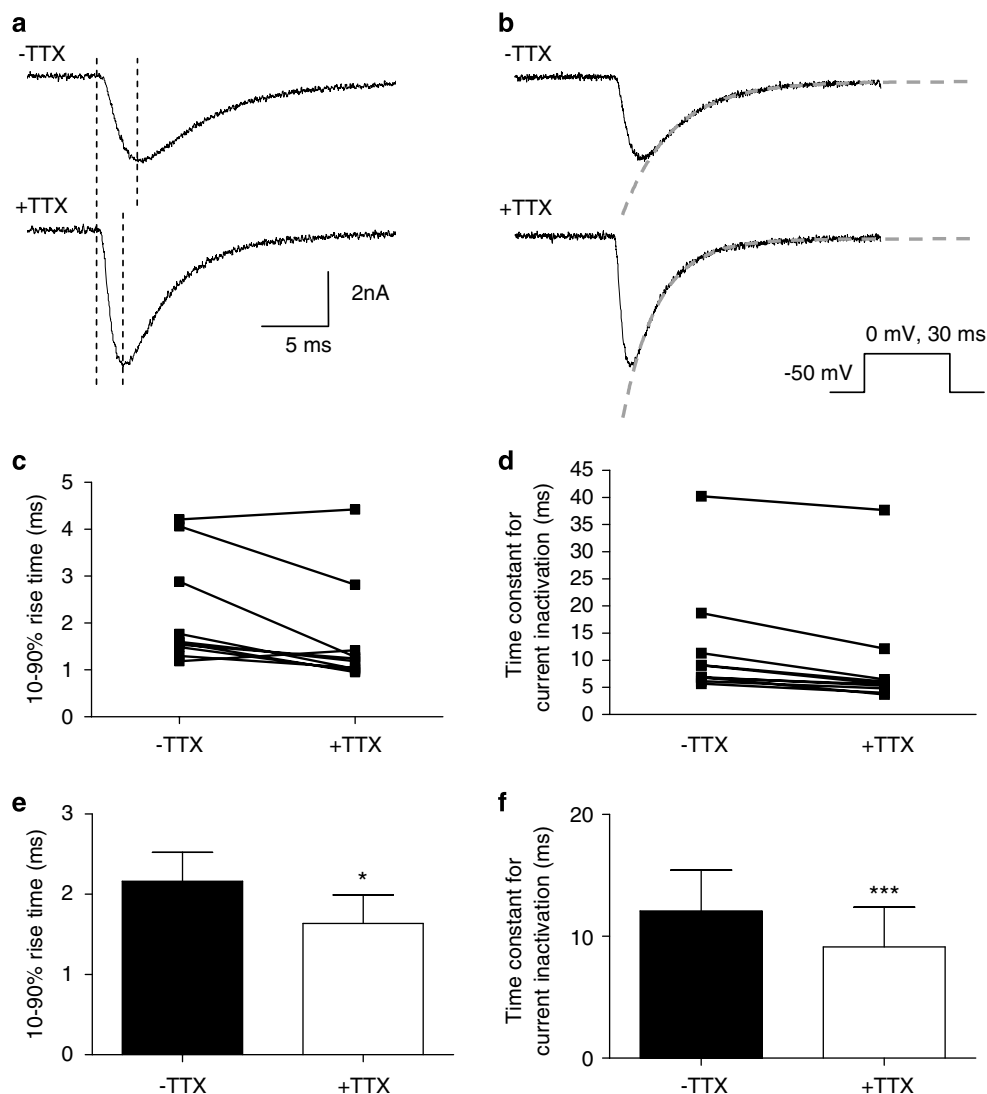 a
-TTX
+TTX
2nA
5 ms
b
-TTX
+TTX
0 mV, 30 ms
-50 mV
c
10-90% rise time (ms)
5
4
3
2
1
0
-TTX
+TTX
d
Time constant for
current inactivation (ms)
45
40
35
30
25
20
15
10
5
0
-TTX
+TTX
e
10-90% rise time (ms)
3
2
1
0
*
-TTX
+TTX
f
Time constant for
current inactivation (ms)
20
10
0
***
-TTX
+TTX